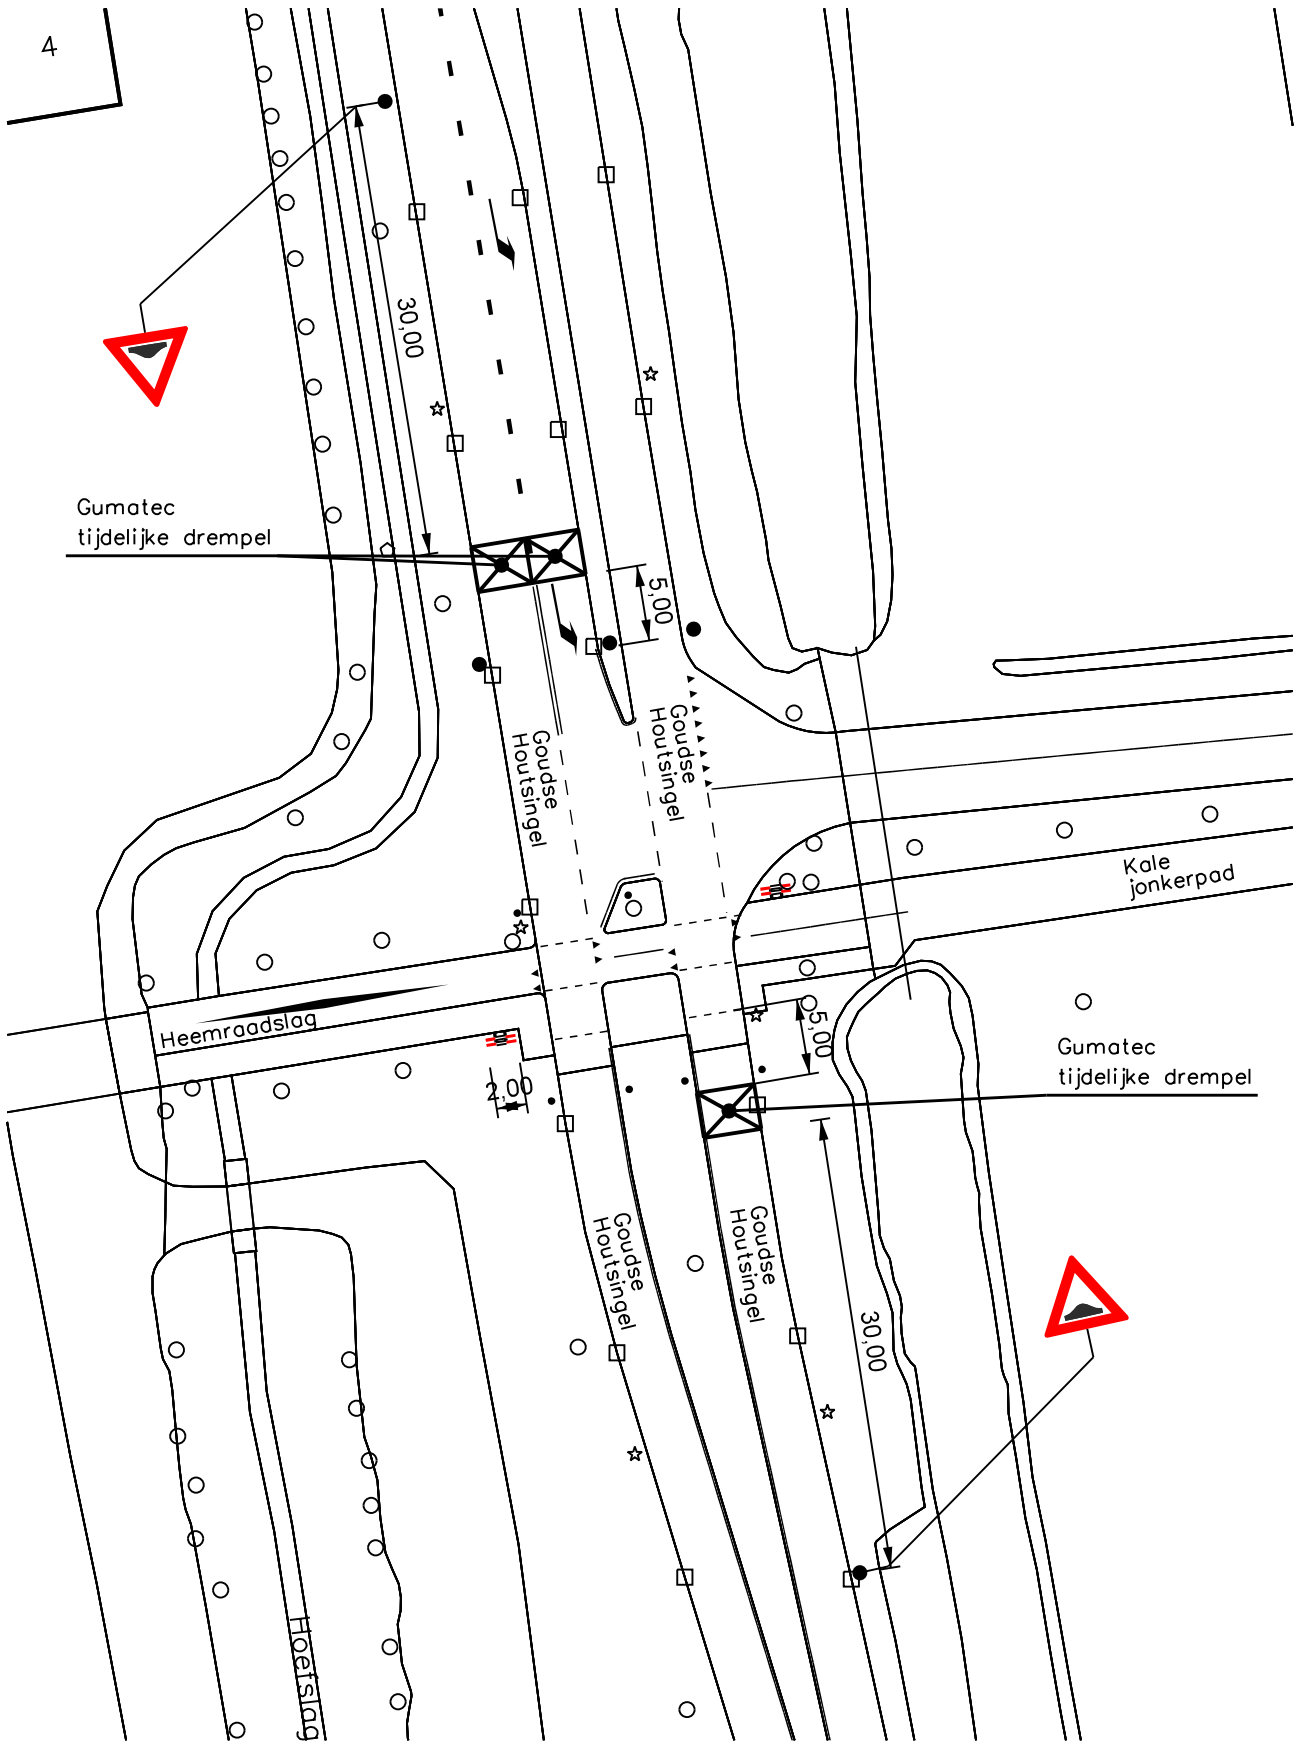 4
30,00
Gumatec
tijdelijke drempel
5,00
Goudse
Houtsingel
Goudse
Houtsingel
Kale
jonkerpad
Heemraadslag
5,00
2,00
Gumatec
tijdelijke drempel
Goudse
Houtsingel
Goudse
Houtsingel
30,00
Hoefslag